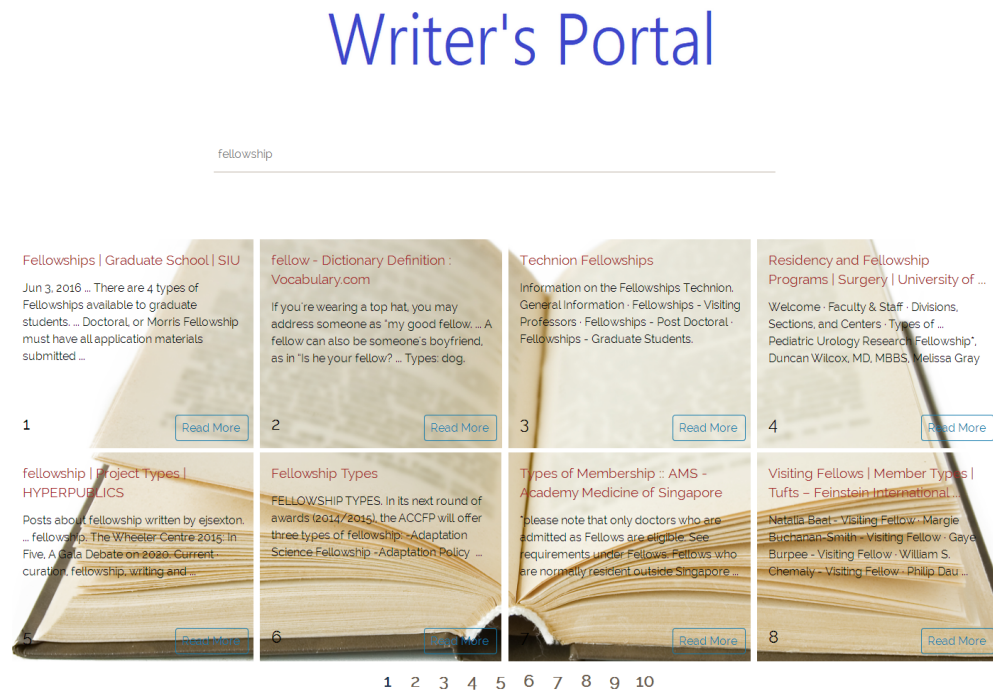 Writer's Portal
fellowship
Fellowships | Graduate School | SIU
Jun 3, 2016 ... There are 4 types of
Fellowships available to graduate
students. ... Doctoral, or Morris Fellowship
must have all application materials
submitted ...
1
Read More
fellow - Dictionary Definition :
Vocabulary.com
If you're wearing a top hat, you may
address someone as "my good fellow. ... A
fellow can also be someone's boyfriend,
as in "Is he your fellow? ... Types: dog.
2
Read More
Technion Fellowships
Information on the Fellowships Technion.
General Information · Fellowships - Visiting
Professors · Fellowships - Post Doctoral ·
Fellowships - Graduate Students.
3
Read More
Residency and Fellowship
Programs | Surgery | University of ...
Welcome · Faculty & Staff · Divisions,
Sections, and Centers · Types of ...
Pediatric Urology Research Fellowship",
Duncan Wilcox, MD, MBBS, Melissa Gray
4
Read More
fellowship | Project Types |
HYPERPUBLICS
Posts about fellowship written by ejsexton.
... fellowship. The Wheeler Centre 2015: In
Five, A Gala Debate on 2020. Current ·
curation, fellowship, writing and ...
5
Read More
Fellowship Types
FELLOWSHIP TYPES. In its next round of
awards (2014/2015), the ACCFP will offer
three types of fellowship: -Adaptation
Science Fellowship -Adaptation Policy ...
6
Read More
Types of Membership :: AMS -
Academy Medicine of Singapore
*please note that only doctors who are
admitted as Fellows are eligible. See
requirements under Fellows. Fellows who
are normally resident outside Singapore ...
7
Read More
Visiting Fellows | Member Types |
Tufts – Feinstein International ...
Natalia Baal - Visiting Fellow · Margie
Buchanan-Smith - Visiting Fellow · Gaye
Burpee - Visiting Fellow · William S.
Chemaly - Visiting Fellow · Philip Dau ...
8
Read More
1 2 3 4 5 6 7 8 9 10